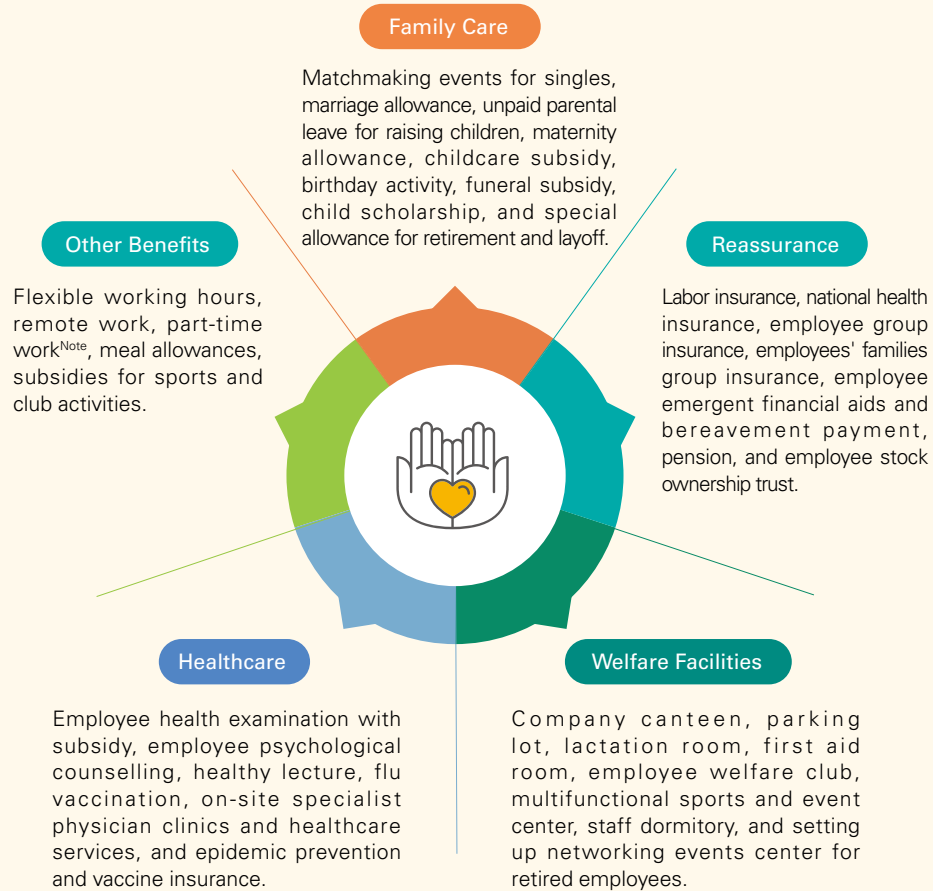 Family Care
Matchmaking events for singles,
marriage allowance, unpaid parental
leave for raising children, maternity
allowance, childcare subsidy,
birthday activity, funeral subsidy,
child scholarship, and special
allowance for retirement and layoff.
Other Benefits
Flexible working hours,
remote work, part-time
workNote, meal allowances,
subsidies for sports and
club activities.
Reassurance
Labor insurance, national health
insurance, employee group
insurance, employees' families
group insurance, employee
emergent financial aids and
bereavement payment,
pension, and employee stock
ownership trust.
Healthcare
Employee health examination with
subsidy, employee psychological
counselling, healthy lecture, flu
vaccination, on-site specialist
physician clinics and healthcare
services, and epidemic prevention
and vaccine insurance.
Welfare Facilities
Company canteen, parking
lot, lactation room, first aid
room, employee welfare club,
multifunctional sports and event
center, staff dormitory, and setting
up networking events center for
retired employees.